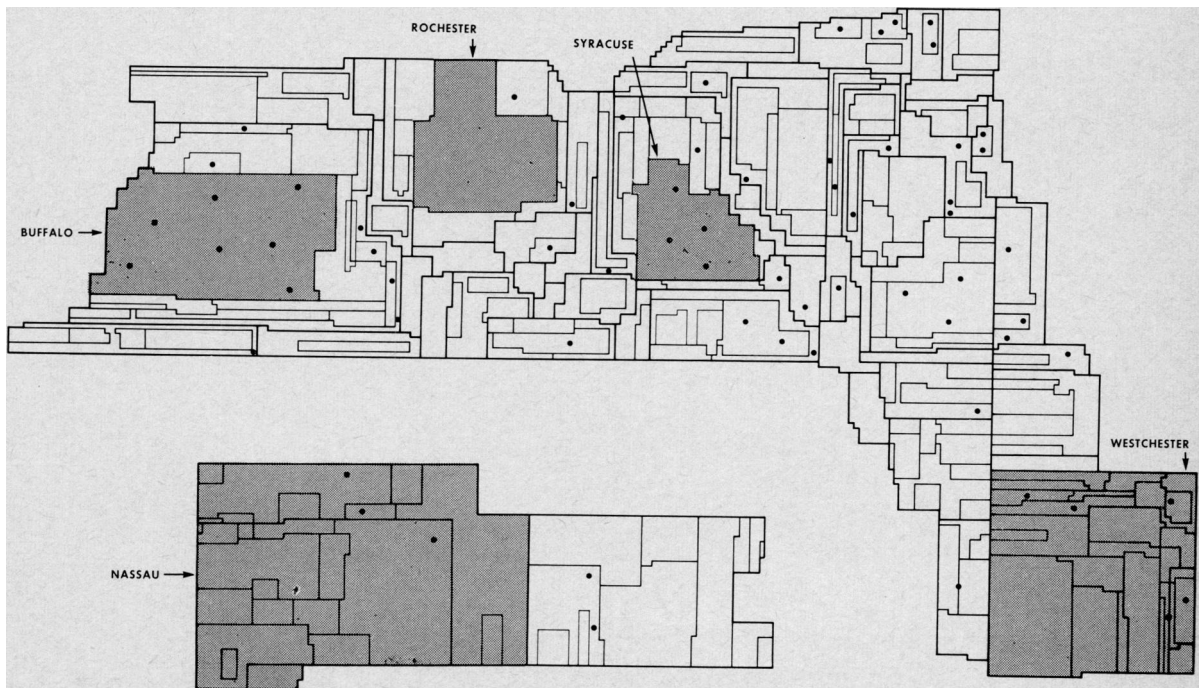 ROCHESTER
SYRACUSE
BUFFALO
WESTCHESTER
NASSAU